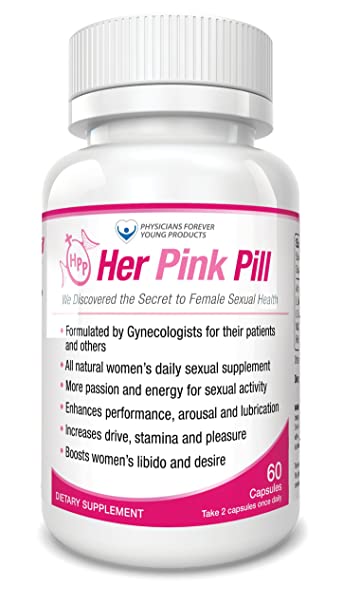 PHYSICIANS FOREVER
YOUNG PRODUCTS
HPP
Her Pink Pill
We Discovered the Secret to Female Sexual Health
• Formulated by Gynecologists for their patients
and others
• All natural women's daily sexual supplement
• More passion and energy for sexual activity
• Enhances performance, arousal and lubrication
• Increases drive, stamina and pleasure
• Boosts women's libido and desire
60
Capsules
Take 2 capsules once daily
DIETARY SUPPLEMENT